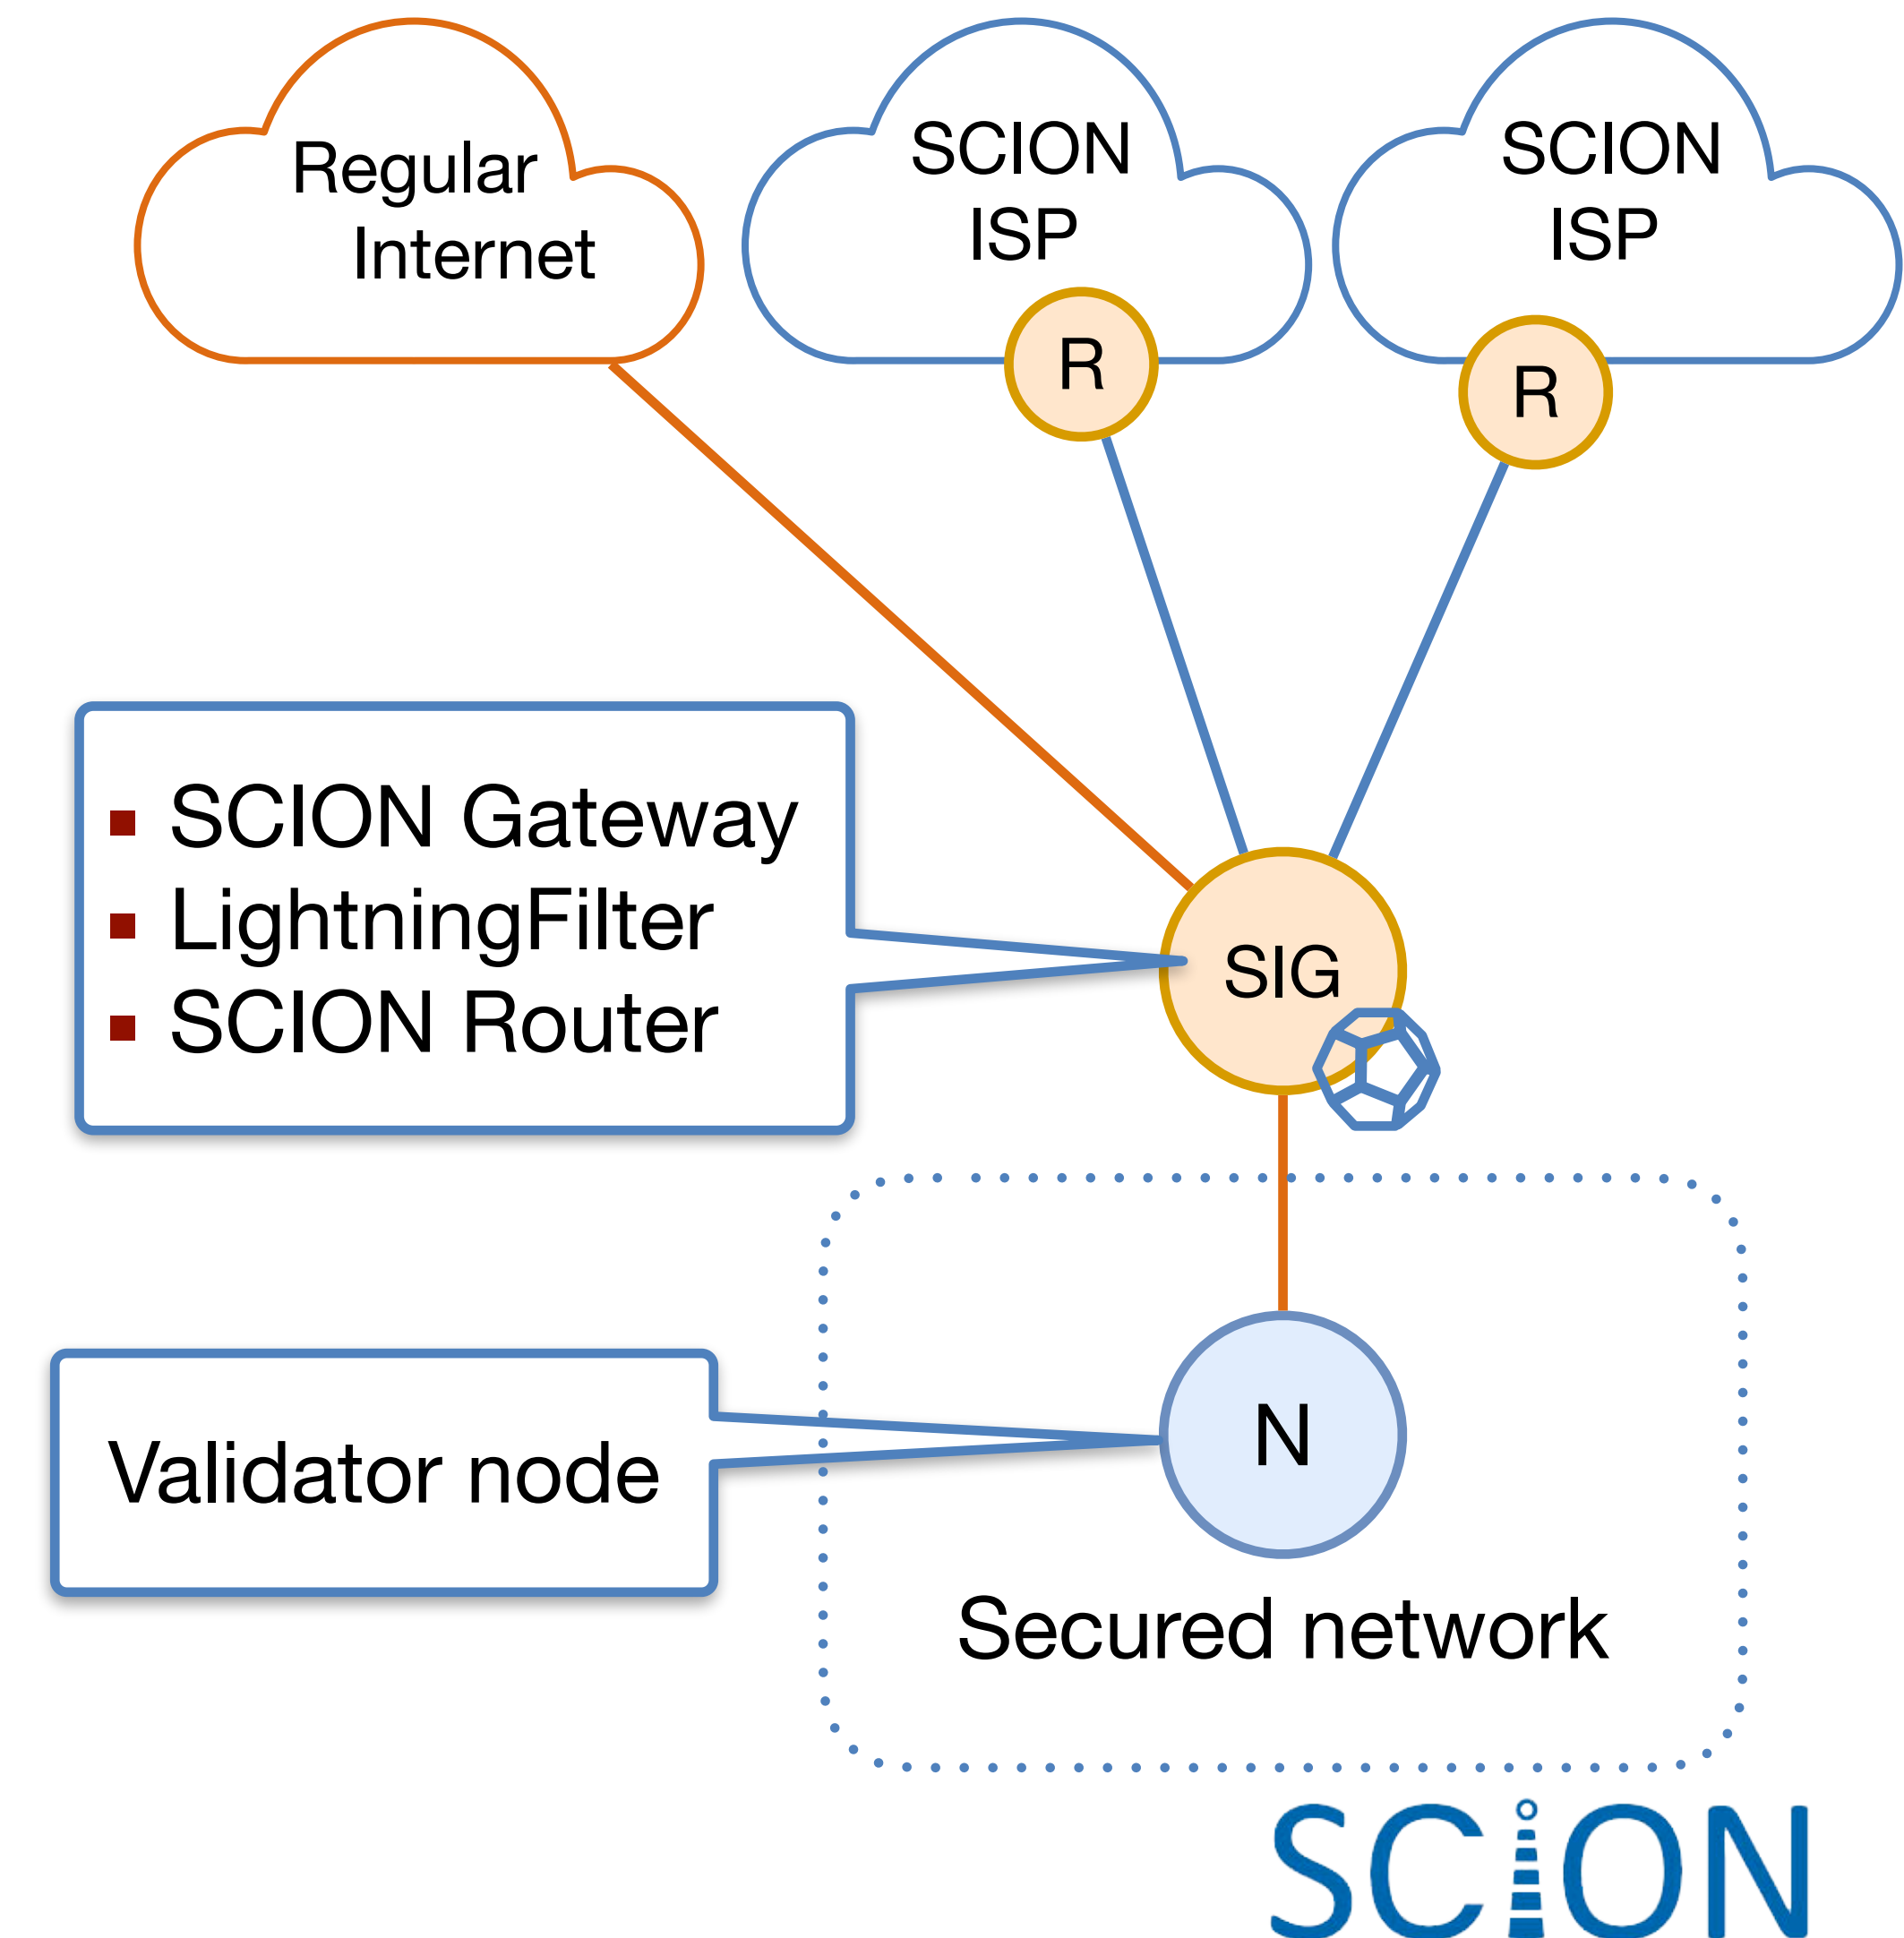 Regular
Internet
SCION
ISP
SCION
ISP
R
R
SCION Gateway
LightningFilter
SCION Router
SIG
N
Validator node
Secured network
SCiON